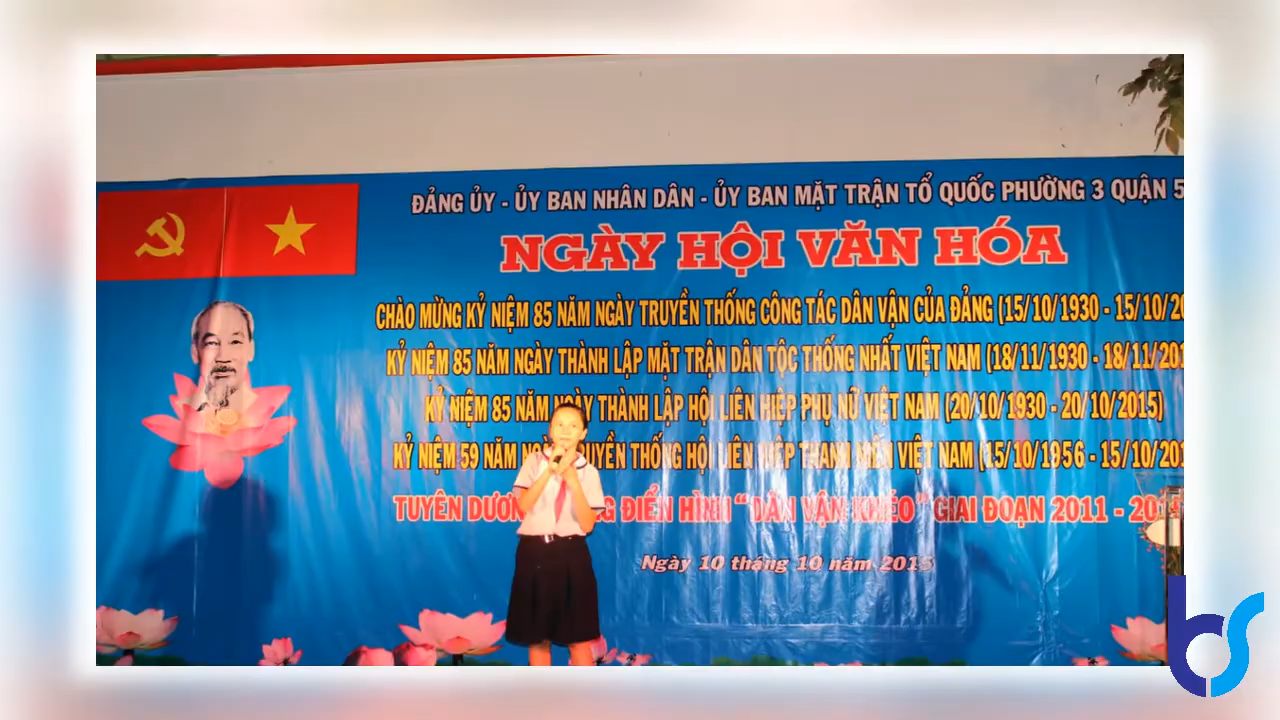 ĐẢNG ỦY - ỦY BAN NHÂN DÂN - ỦY BAN MẶT TRẬN TỔ QUỐC PHƯỜNG 3 QUẬN 5
NGÀY HỘI VĂN HÓA
CHÀO MỪNG KỶ NIỆM 85 NĂM NGÀY TRUYỀN THỐNG CÔNG TÁC DÂN VẬN CỦA ĐẢNG (15/10/1930 - 15/10/20
KỶ NIỆM 85 NĂM NGÀY THÀNH LẬP MẶT TRẬN DÂN TỘC THỐNG NHẤT VIỆT NAM (18/11/1930 - 18/11/201
KỶ NIỆM 85 NĂM NGÀY THÀNH LẬP HỘI LIÊN HIỆP PHỤ NỮ VIỆT NAM (20/10/1930 - 20/10/2015)
KỶ NIỆM 59 NĂM NGÀY TRUYỀN THỐNG HỘI LIÊN HIỆP THANH NIÊN VIỆT NAM (15/10/1956 - 15/10/201
TUYÊN DƯƠNG ĐIỂN HÌNH " DÂN VẬN KHÉO " GIAI ĐOẠN 2011 - 201
Ngày 10 tháng 10 năm 2015
bs